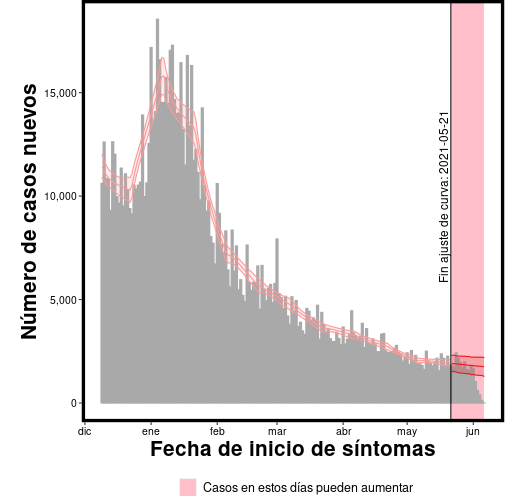 Número de casos nuevos
15,000
10,000
5,000
0
Fin ajuste de curva: 2021-05-21
dic ene feb mar abr may jun
Fecha de inicio de síntomas
Casos en estos días pueden aumentar